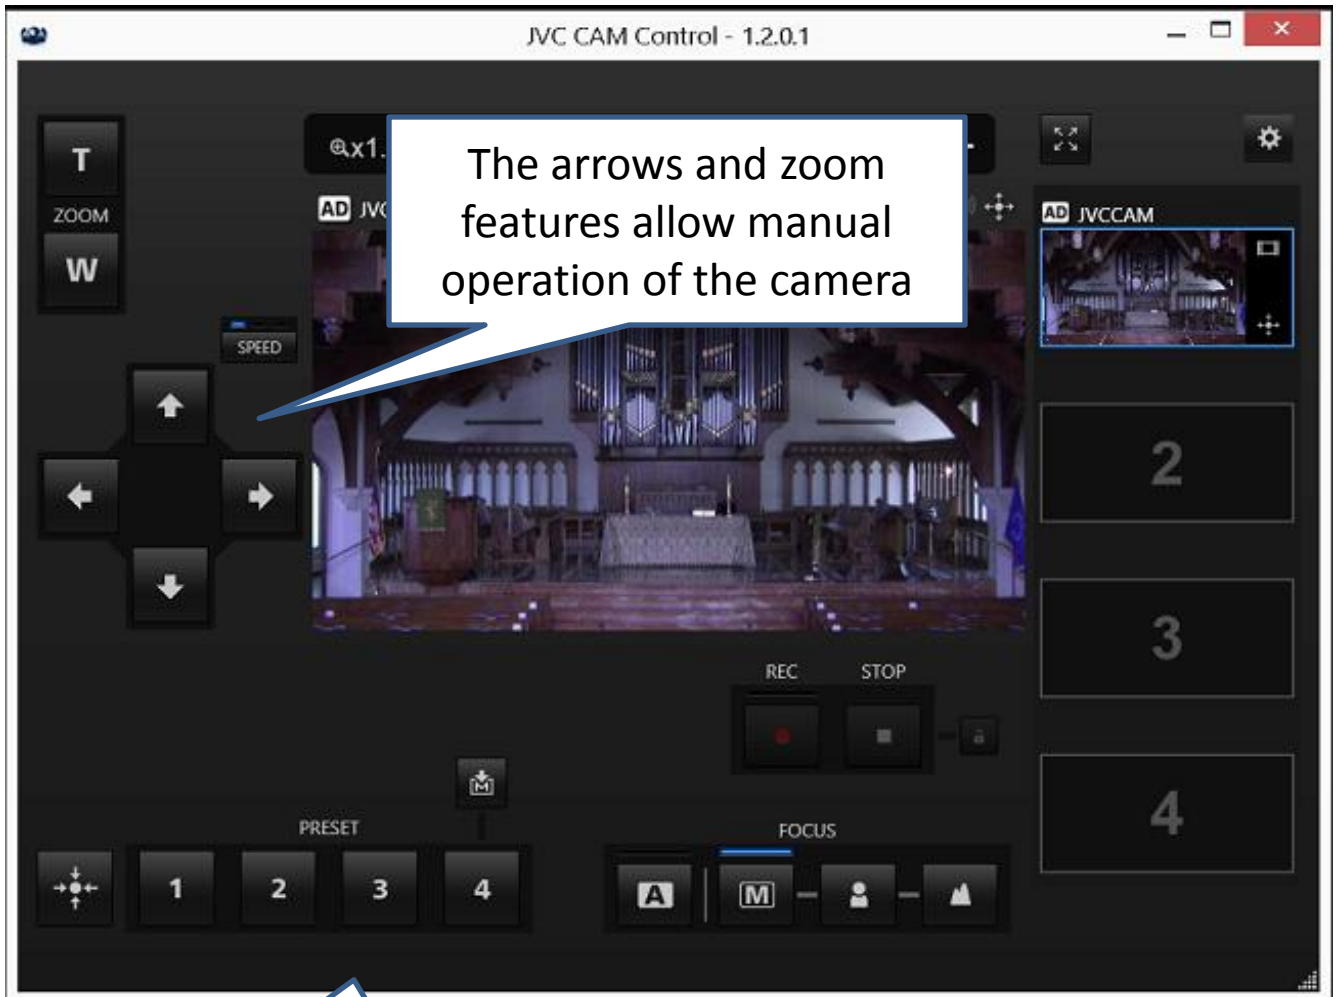 JVC CAM Control - 1.2.0.1
T
ZOOM
W
x1.
The arrows and zoom
features allow manual
operation of the camera
AD
AD JVCCAM
SPEED
2
3
4
REC STOP
M
PRESET
1 2 3 4
FOCUS
A M